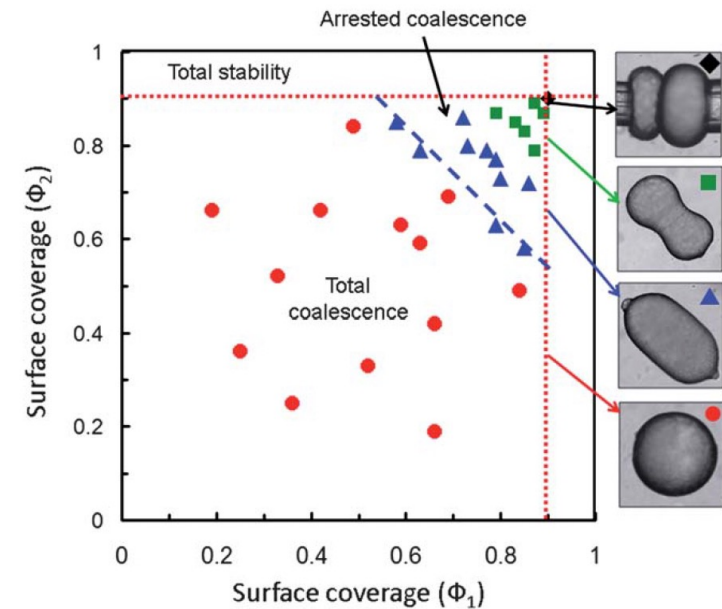 Arrested coalescence
Total stability
Total
coalescence
Surface coverage (Φ₂)
1
0.8
0.6
0.4
0.2
0
0
0.2
0.4
0.6
0.8
1
Surface coverage (Φ₁)